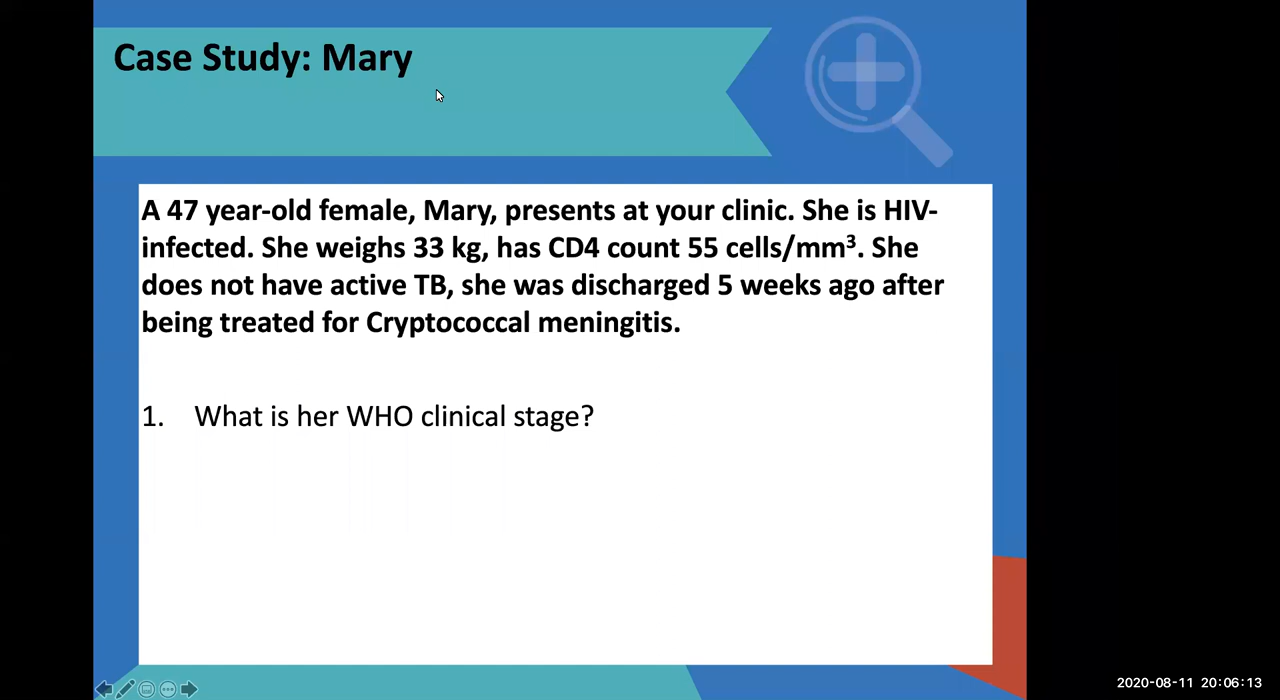 Case Study: Mary
A 47 year-old female, Mary, presents at your clinic. She is HIV-
infected. She weighs 33 kg, has CD4 count 55 cells/mm³. She
does not have active TB, she was discharged 5 weeks ago after
being treated for Cryptococcal meningitis.
1. What is her WHO clinical stage?
2020-08-11 20:06:13